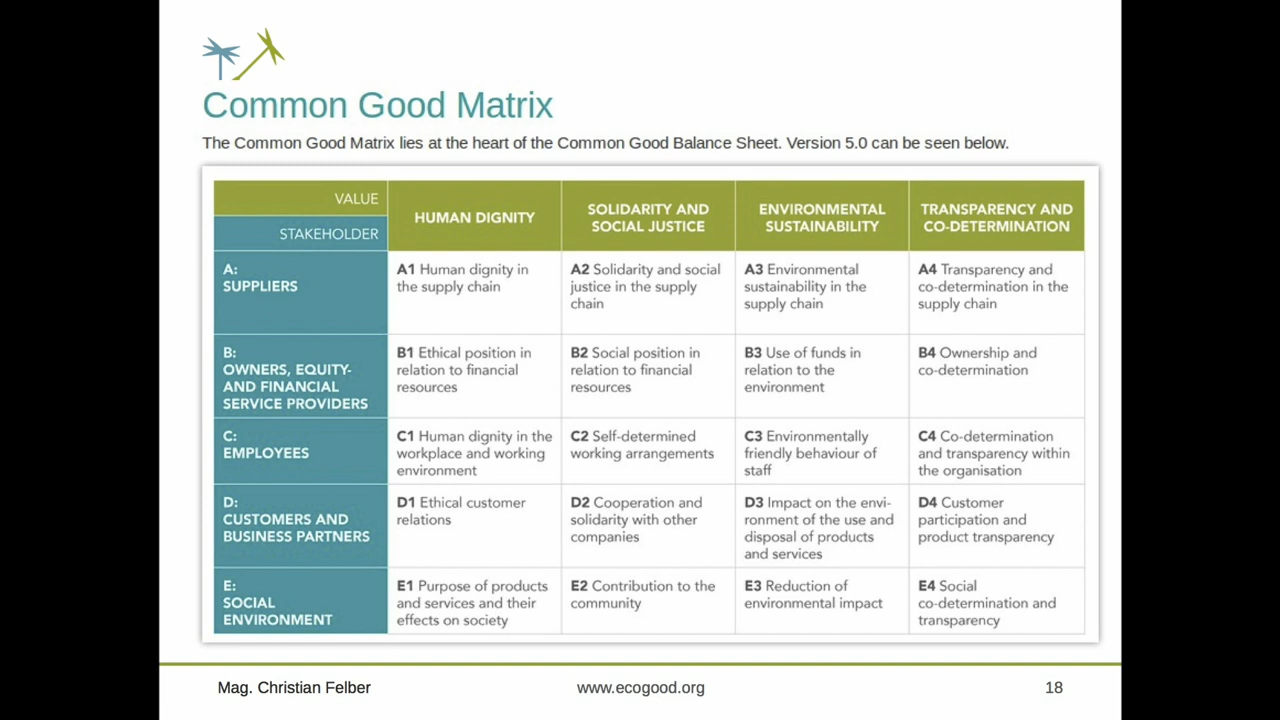 Common Good Matrix
The Common Good Matrix lies at the heart of the Common Good Balance Sheet. Version 5.0 can be seen below.
VALUE
STAKEHOLDER
HUMAN DIGNITY
SOLIDARITY AND
SOCIAL JUSTICE
ENVIRONMENTAL
SUSTAINABILITY
TRANSPARENCY AND
CO-DETERMINATION
A:
SUPPLIERS
A1 Human dignity in
the supply chain
A2 Solidarity and social
justice in the supply
chain
A3 Environmental
sustainability in the
supply chain
A4 Transparency and
co-determination in the
supply chain
B:
OWNERS, EQUITY-
AND FINANCIAL
SERVICE PROVIDERS
B1 Ethical position in
relation to financial
resources
B2 Social position in
relation to financial
resources
B3 Use of funds in
relation to the
environment
B4 Ownership and
co-determination
C:
EMPLOYEES
C1 Human dignity in the
workplace and working
environment
C2 Self-determined
working arrangements
C3 Environmentally
friendly behaviour of
staff
C4 Co-determination
and transparency within
the organisation
D:
CUSTOMERS AND
BUSINESS PARTNERS
D1 Ethical customer
relations
D2 Cooperation and
solidarity with other
companies
D3 Impact on the envi-
ronment of the use and
disposal of products
and services
D4 Customer
participation and
product transparency
E:
SOCIAL
ENVIRONMENT
E1 Purpose of products
and services and their
effects on society
E2 Contribution to the
community
E3 Reduction of
environmental impact
E4 Social
co-determination and
transparency
Mag. Christian Felber
www.ecogood.org
18